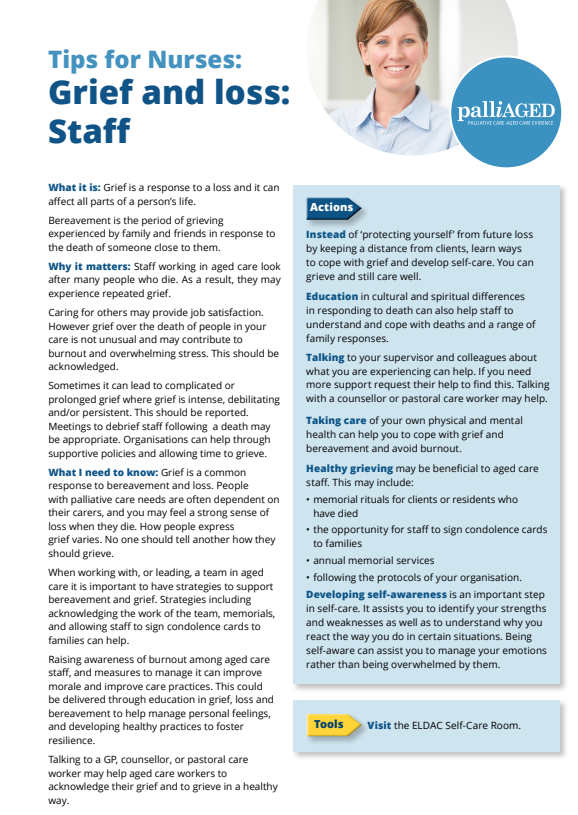 Tips for Nurses:
Grief and loss:
Staff
palliAGED
PALLIATIVE CARE AGED CARE EVIDENCE
What it is: Grief is a response to a loss and it can
affect all parts of a person’s life.
Bereavement is the period of grieving
experienced by family and friends in response to
the death of someone close to them.
Why it matters: Staff working in aged care look
after many people who die. As a result, they may
experience repeated grief.
Caring for others may provide job satisfaction.
However grief over the death of people in your
care is not unusual and may contribute to
burnout and overwhelming stress. This should be
acknowledged.
Sometimes it can lead to complicated or
prolonged grief where grief is intense, debilitating
and/or persistent. This should be reported.
Meetings to debrief staff following a death may
be appropriate. Organisations can help through
supportive policies and allowing time to grieve.
What I need to know: Grief is a common
response to bereavement and loss. People
with palliative care needs are often dependent on
their carers, and you may feel a strong sense of
loss when they die. How people express
grief varies. No one should tell another how they
should grieve.
When working with, or leading, a team in aged
care it is important to have strategies to support
bereavement and grief. Strategies including
acknowledging the work of the team, memorials,
and allowing staff to sign condolence cards to
families can help.
Raising awareness of burnout among aged care
staff, and measures to manage it can improve
morale and improve care practices. This could
be delivered through education in grief, loss and
bereavement to help manage personal feelings,
and developing healthy practices to foster
resilience.
Talking to a GP, counsellor, or pastoral care
worker may help aged care workers to
acknowledge their grief and to grieve in a healthy
way.
Actions
Instead of ‘protecting yourself’ from future loss
by keeping a distance from clients, learn ways
to cope with grief and develop self-care. You can
grieve and still care well.
Education in cultural and spiritual differences
in responding to death can also help staff to
understand and cope with deaths and a range of
family responses.
Talking to your supervisor and colleagues about
what you are experiencing can help. If you need
more support request their help to find this. Talking
with a counsellor or pastoral care worker may help.
Taking care of your own physical and mental
health can help you to cope with grief and
bereavement and avoid burnout.
Healthy grieving may be beneficial to aged care
staff. This may include:
• memorial rituals for clients or residents who
have died
• the opportunity for staff to sign condolence cards
to families
• annual memorial services
• following the protocols of your organisation.
Developing self-awareness is an important step
in self-care. It assists you to identify your strengths
and weaknesses as well as to understand why you
react the way you do in certain situations. Being
self-aware can assist you to manage your emotions
rather than being overwhelmed by them.
Tools
Visit the ELDAC Self-Care Room.